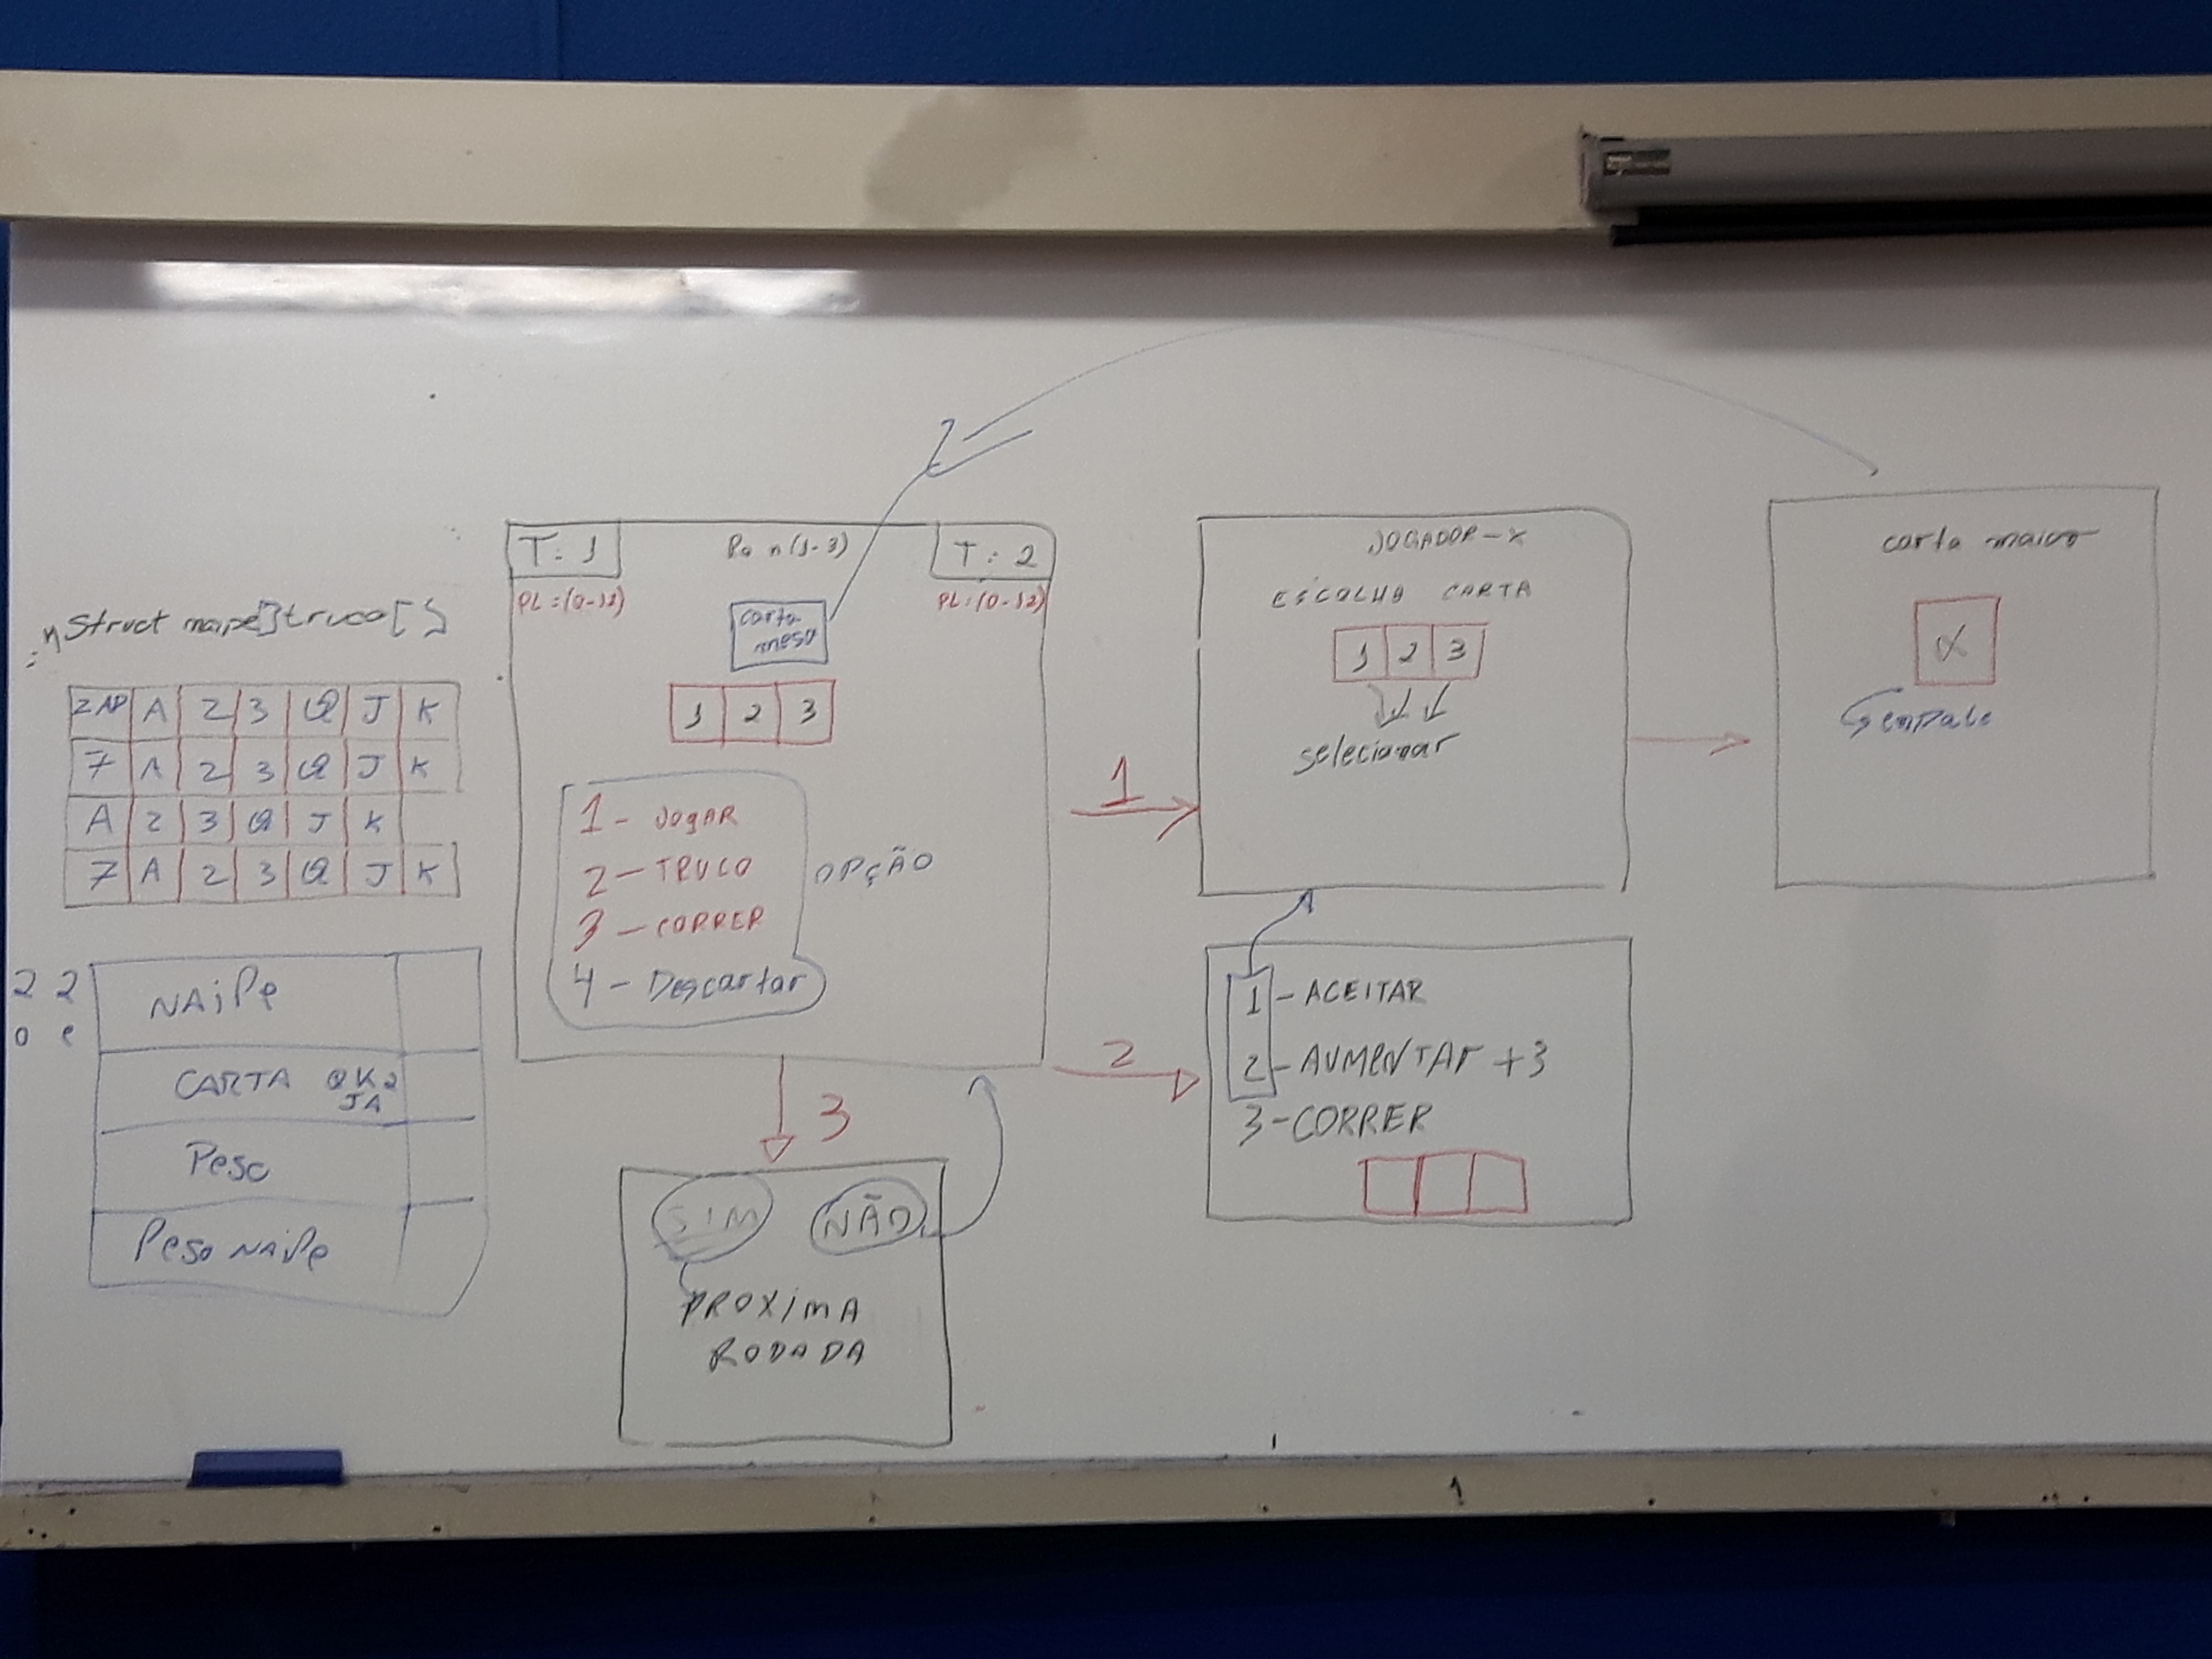 Struct naipe]truco[]
ZAP A 2 3 Q J K
7 A 2 3 Q J K
A 2 3 Q J K
7 A 2 3 Q J K
2 2
0 e
NAiPe
CARTA QK2
JA
Peso
Peso NAiPe
T: 1
(1-3)
T: 2
PL:(0-12)
PL:(0-12)
carta
mesa
1 2 3
1 - JOGAR
2 - TRUCO
3 - CORRER
4 - Descartar
OPÇÃO
1
2
3
SIM NÃO
PROXIMA
RODADA
JOGADOR-X
ESCOLHA CARTA
1 2 3
selecionar
1 - ACEITAR
2 - AUMENTAr +3
3 - CORRER
carta maior
X
empate